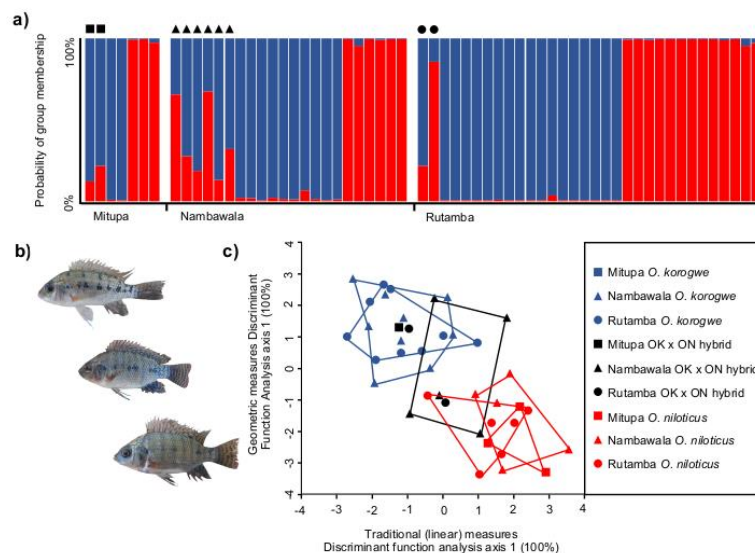 a)
Probability of group membership
100%
0%
Mitupa
Nambawala
Rutamba
b)
c)
Geometric measures Discriminant
Function Analysis axis 1 (100%)
4
3
2
1
0
-1
-2
-3
-4
-4 -3 -2 -1 0 1 2 3 4
Traditional (linear) measures
Discriminant function analysis axis 1 (100%)
Mitupa O. korogwe
Nambawala O. korogwe
Rutamba O. korogwe
Mitupa OK x ON hybrid
Nambawala OK x ON hybrid
Rutamba OK x ON hybrid
Mitupa O. niloticus
Nambawala O. niloticus
Rutamba O. niloticus